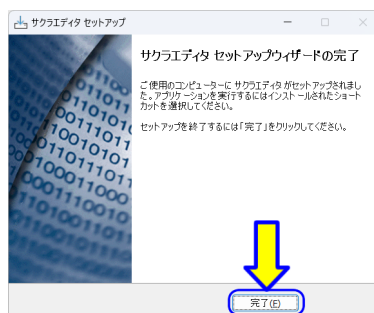 サクラエディタ セットアップ
サクラエディタ セットアップウィザードの完了
ご使用のコンピューターに サクラエディタ がセットアップされまし
た。アプリケーションを実行するにはインストールされたショート
カットを選択してください。
セットアップを終了するには「完了」をクリックしてください。
完了(F)